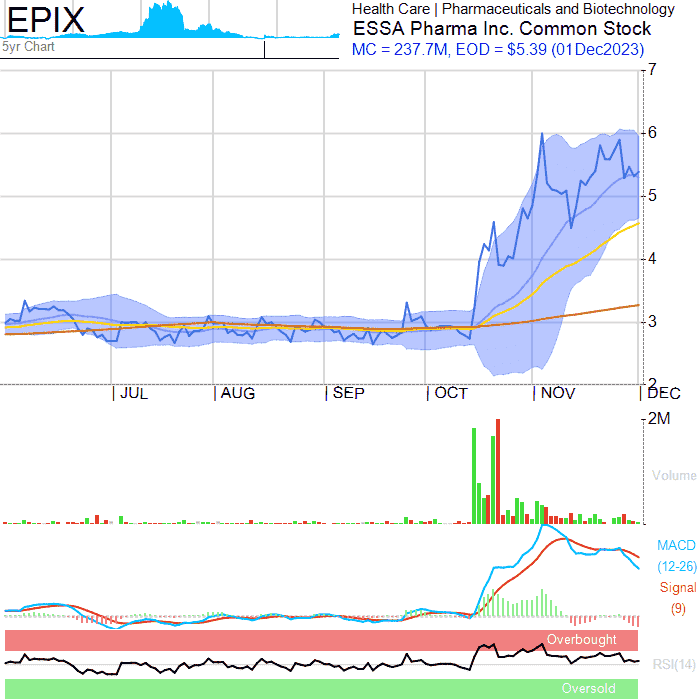 EPIX
5yr Chart
Health Care | Pharmaceuticals and Biotechnology
ESSA Pharma Inc. Common Stock
MC = 237.7M, EOD = $5.39 (01Dec2023)
7
6
5
4
3
2
JUL AUG SEP OCT NOV DEC
2M
Volume
MACD
(12-26)
Signal
(9)
Overbought
RSI(14)
Oversold